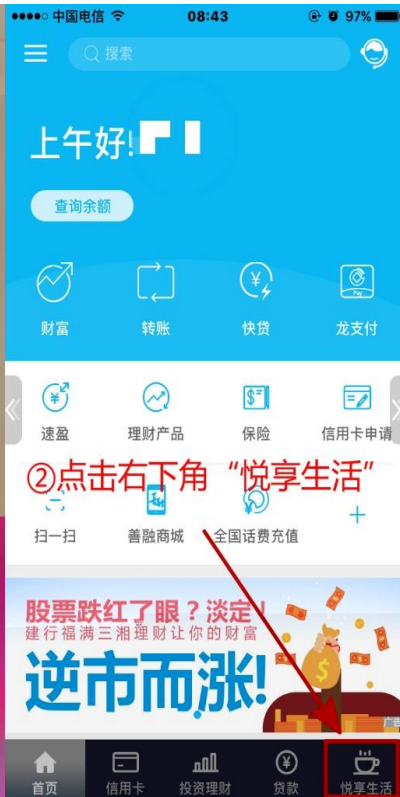 中国电信 08:43 97%
搜索
上午好!
查询余额
财富 转账 快贷 龙支付
速盈 理财产品 保险 信用卡申请
②点击右下角“悦享生活”
扫一扫 善融商城 全国话费充值
股票跌红了眼？淡定！
建行福满三湘理财让你的财富
逆市而涨!
广告
首页 信用卡 投资理财 贷款 悦享生活